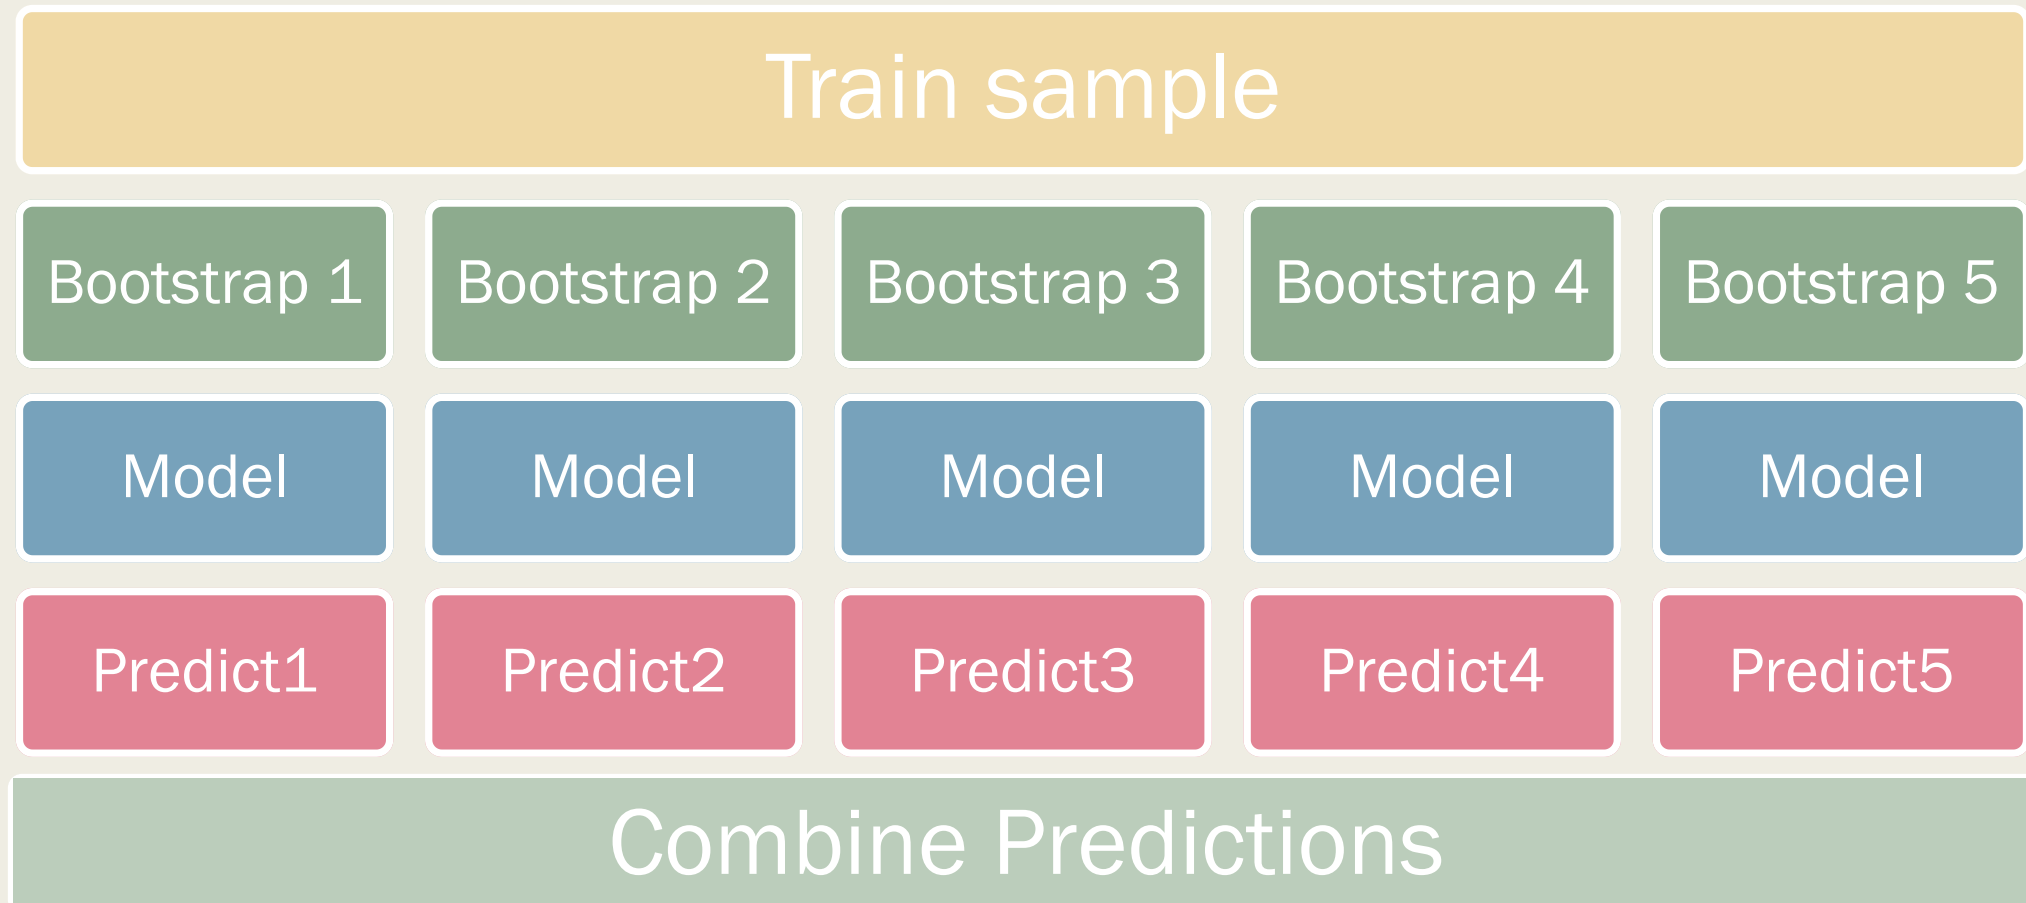 Train sample
Bootstrap 1 Bootstrap 2 Bootstrap 3 Bootstrap 4 Bootstrap 5
Model Model Model Model Model
Predict1 Predict2 Predict3 Predict4 Predict5
Combine Predictions